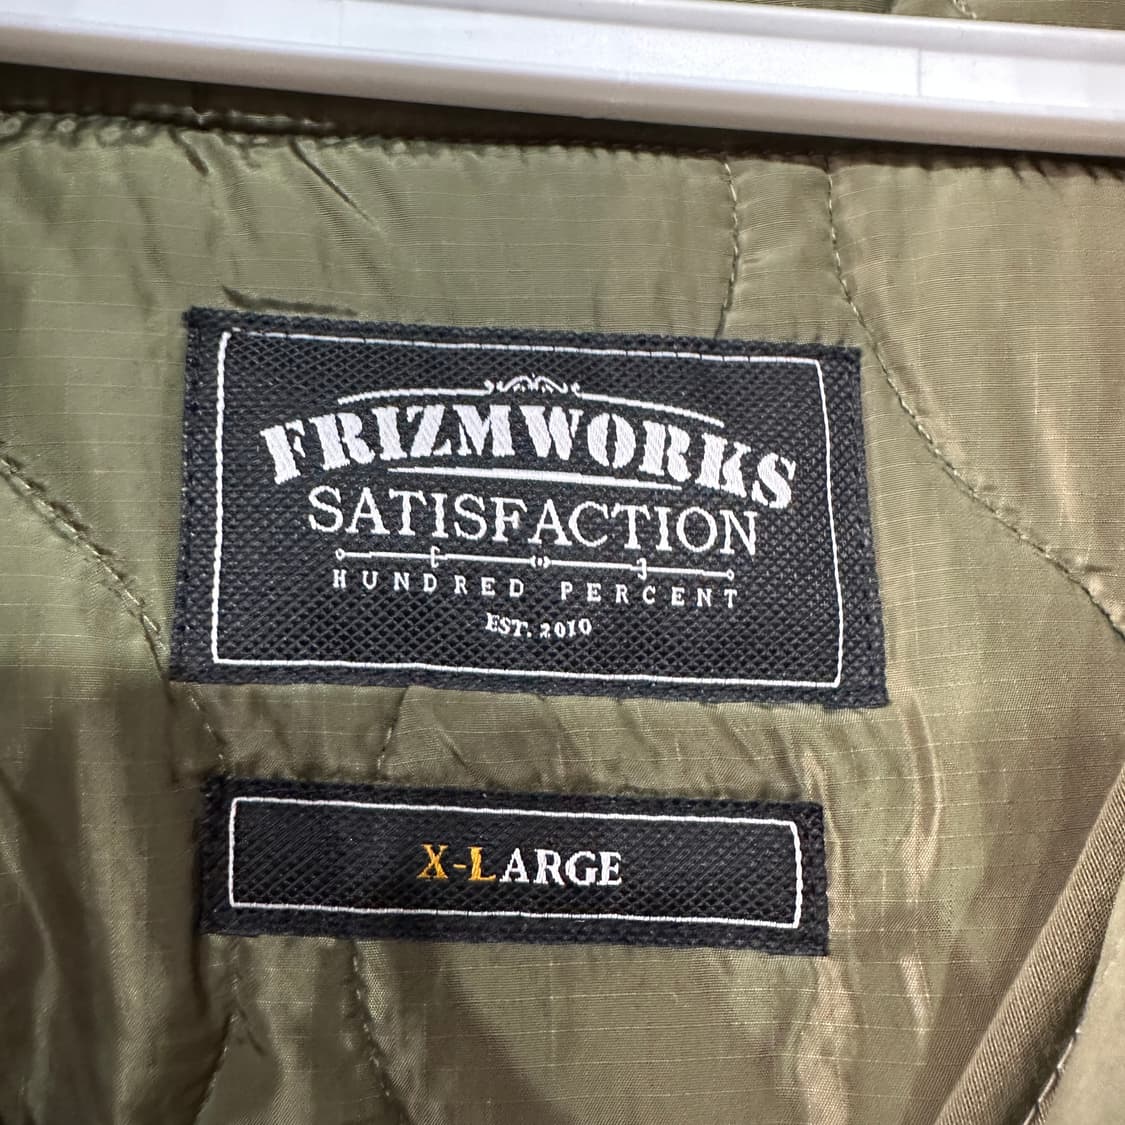 FRIZMWORKS
SATISFACTION
HUNDRED PERCENT
EST. 2010
X-LARGE